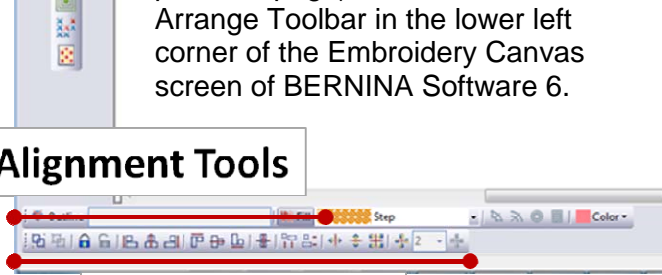 Arrange Toolbar in the lower left
corner of the Embroidery Canvas
screen of BERNINA Software 6.
Alignment Tools
Step
Color
2